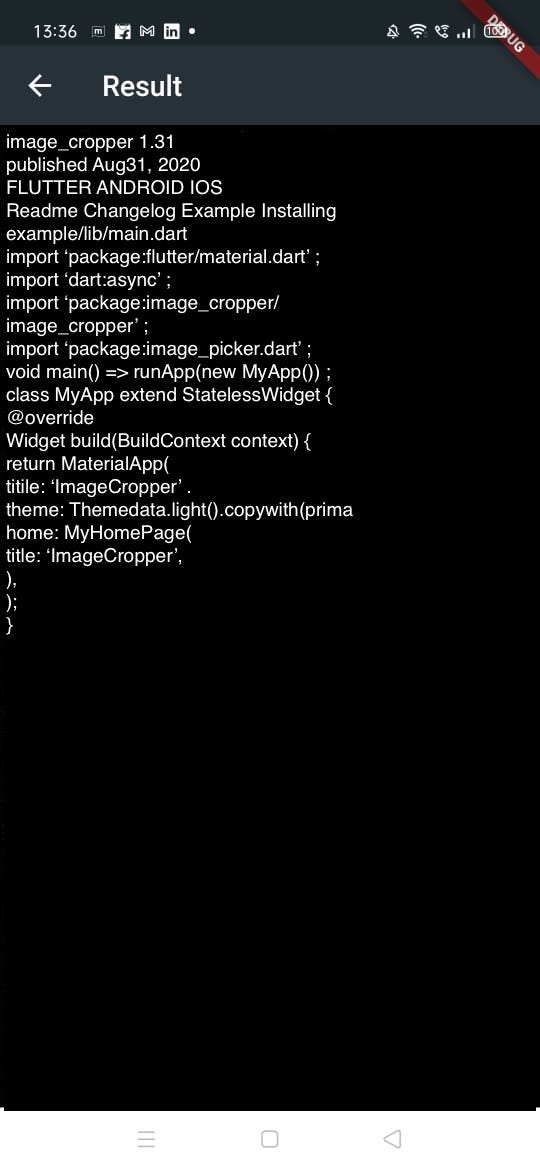 13:36
DEBUG
Result
image_cropper 1.31
published Aug31, 2020
FLUTTER ANDROID IOS
Readme Changelog Example Installing
example/lib/main.dart
import ‘package:flutter/material.dart’ ;
import ‘dart:async’ ;
import ‘package:image_cropper/
image_cropper’ ;
import ‘package:image_picker.dart’ ;
void main() => runApp(new MyApp()) ;
class MyApp extend StatelessWidget {
@override
Widget build(BuildContext context) {
return MaterialApp(
titile: ‘ImageCropper’ .
theme: Themedata.light().copywith(prima
home: MyHomePage(
title: ‘ImageCropper’,
),
);
}